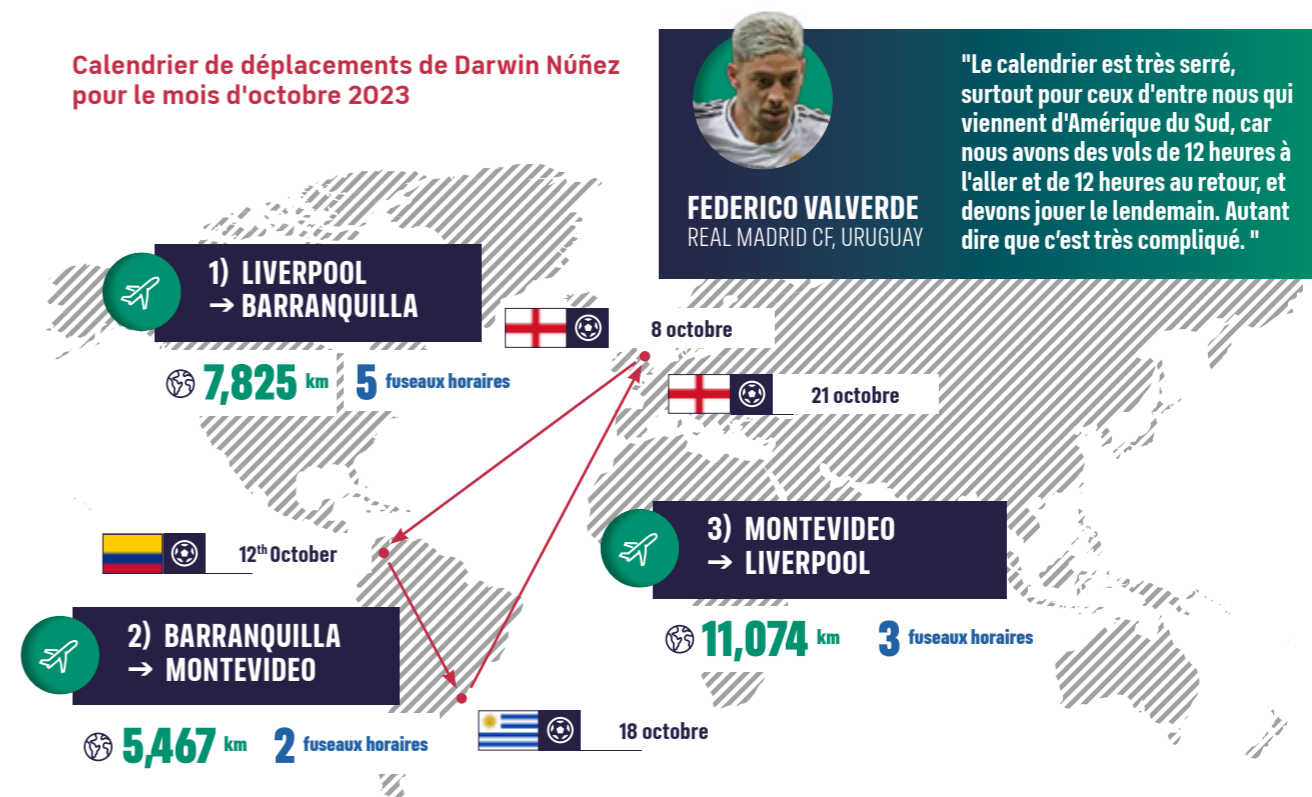 Calendrier de déplacements de Darwin Núñez
pour le mois d'octobre 2023
FEDERICO VALVERDE
REAL MADRID CF, URUGUAY
"Le calendrier est très serré,
surtout pour ceux d'entre nous qui
viennent d'Amérique du Sud, car
nous avons des vols de 12 heures à
l'aller et de 12 heures au retour, et
devons jouer le lendemain. Autant
dire que c’est très compliqué. "
1) LIVERPOOL
→ BARRANQUILLA
7,825 km 5 fuseaux horaires
8 octobre
21 octobre
12th October
2) BARRANQUILLA
→ MONTEVIDEO
5,467 km 2 fuseaux horaires
18 octobre
3) MONTEVIDEO
→ LIVERPOOL
11,074 km 3 fuseaux horaires